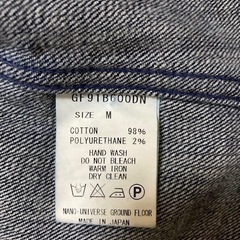 GF91B600DN
SIZE M
COTTON 98%
POLYURETHANE 2%
HAND WASH
DO NOT BLEACH
WARM IRON
DRY CLEAN
NANO·UNIVERSE GROUND FLOOR
MADE IN JAPAN